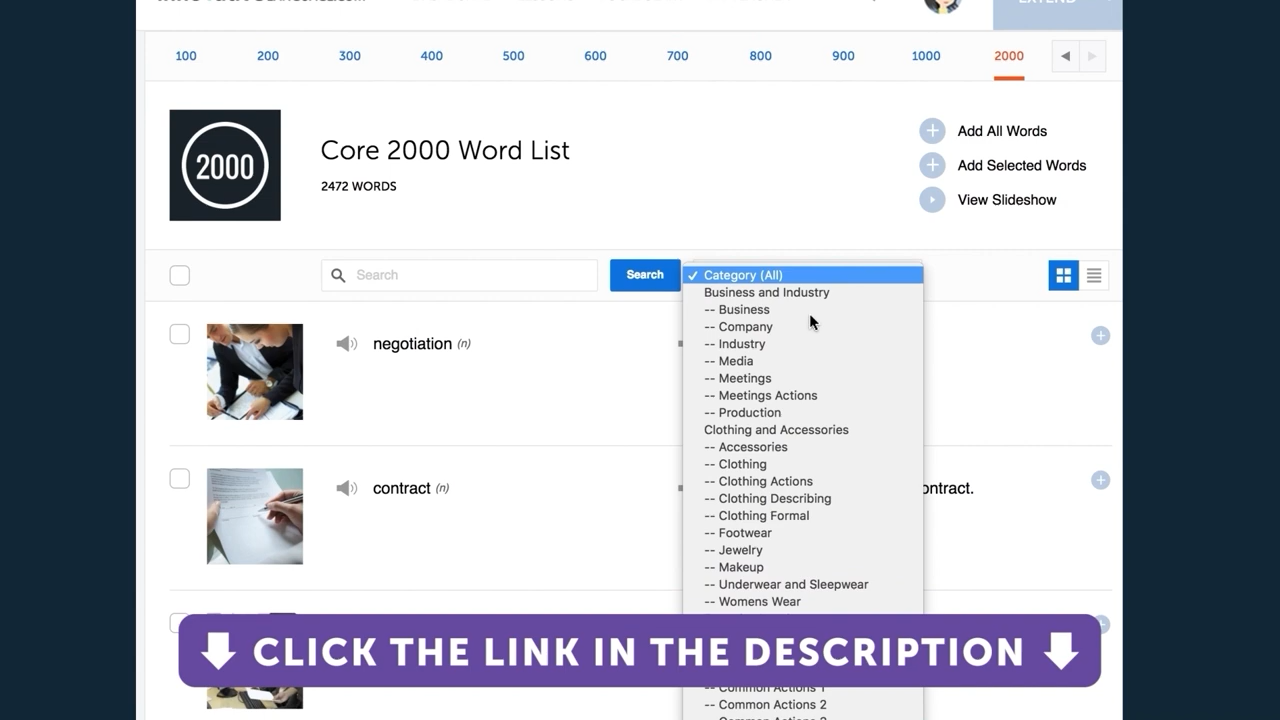 EXTEND
100 200 300 400 500 600 700 800 900 1000 2000
2000
Core 2000 Word List
2472 WORDS
Add All Words
Add Selected Words
View Slideshow
Search
Search
Category (All)
Business and Industry
-- Business
-- Company
-- Industry
-- Media
-- Meetings
-- Meetings Actions
-- Production
Clothing and Accessories
-- Accessories
-- Clothing
-- Clothing Actions
-- Clothing Describing
-- Clothing Formal
-- Footwear
-- Jewelry
-- Makeup
-- Underwear and Sleepwear
-- Womens Wear
negotiation (n)
contract (n)
ontract.
CLICK THE LINK IN THE DESCRIPTION
-- Common Actions 1
-- Common Actions 2